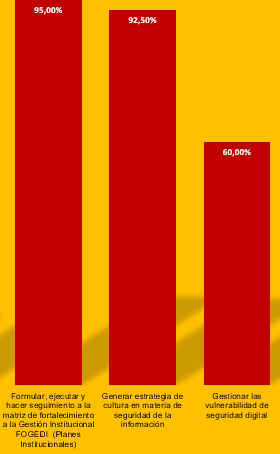 95,00%
92,50%
60,00%
Formular, ejecutar y
hacer seguimiento a la
matriz de fortalecimiento
a la Gestión Institucional
FOGEDI (Planes
Institucionales)
Generar estrategia de
cultura en materia de
seguridad de la
información
Gestionar las
vulnerabilidad de
seguridad digital